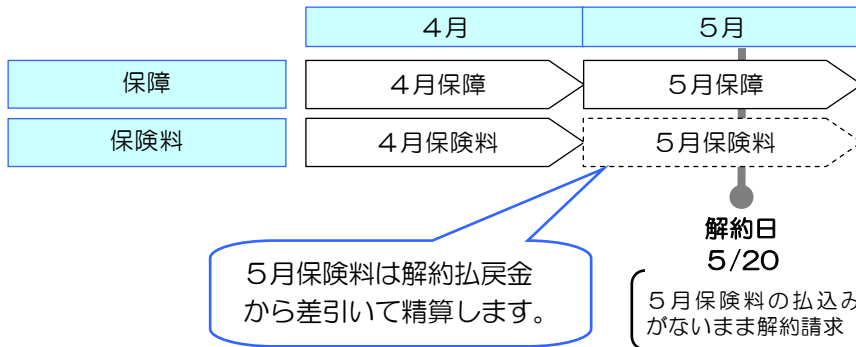 ４月 ５月
保障 ４月保障 ５月保障
保険料 ４月保険料 ５月保険料
解約日
5/20
５月保険料は解約払戻金
から差引いて精算します。
５月保険料の払込み
がないまま解約請求